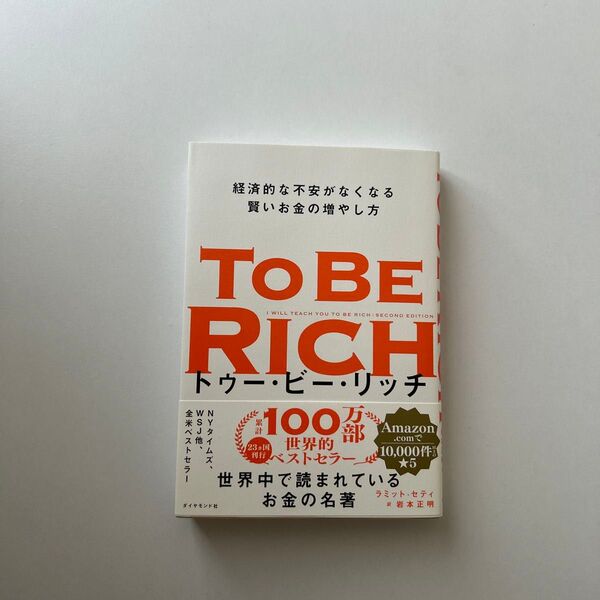 経済的な不安がなくなる
賢いお金の増やし方
TO BE
I WILL TEACH YOU TO BE RICH : SECOND EDITION
RICH
トゥー・ビー・リッチ
NYタイムズ、
WSJ他、
全米ベストセラー
累計
100万部
23ヵ国
刊行
世界的
ベストセラー
Amazon
.comで
10,000件
★5
世界中で読まれている
お金の名著
ラミット・セティ
訳 岩本正明
ダイヤモンド社